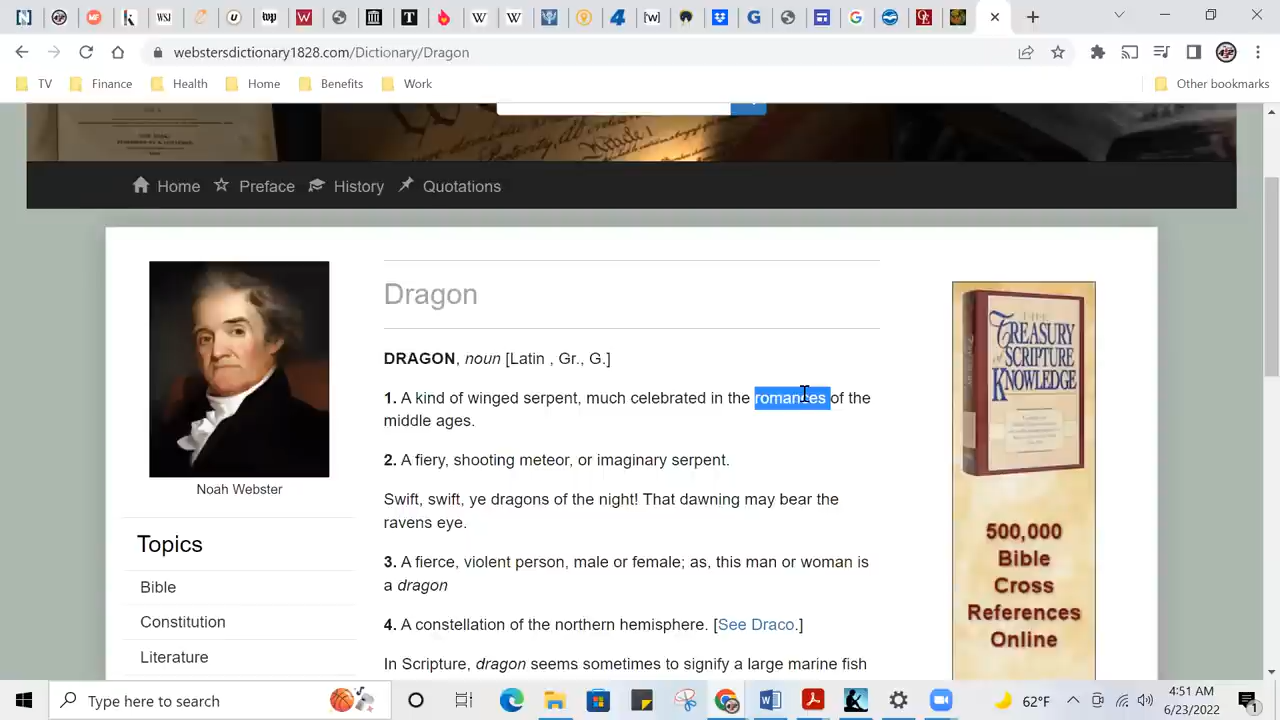 webstersdictionary1828.com/Dictionary/Dragon
TV Finance Health Home Benefits Work Other bookmarks
Home Preface History Quotations
Dragon
DRAGON, noun [Latin , Gr., G.]
1. A kind of winged serpent, much celebrated in the romances of the
middle ages.
2. A fiery, shooting meteor, or imaginary serpent.
Swift, swift, ye dragons of the night! That dawning may bear the
ravens eye.
3. A fierce, violent person, male or female; as, this man or woman is
a dragon
4. A constellation of the northern hemisphere. [See Draco.]
In Scripture, dragon seems sometimes to signify a large marine fish
Noah Webster
Topics
Bible
Constitution
Literature
THE
TREASURY
of
SCRIPTURE
KNOWLEDGE
500,000
Bible
Cross
References
Online
Type here to search
62°F
4:51 AM
6/23/2022